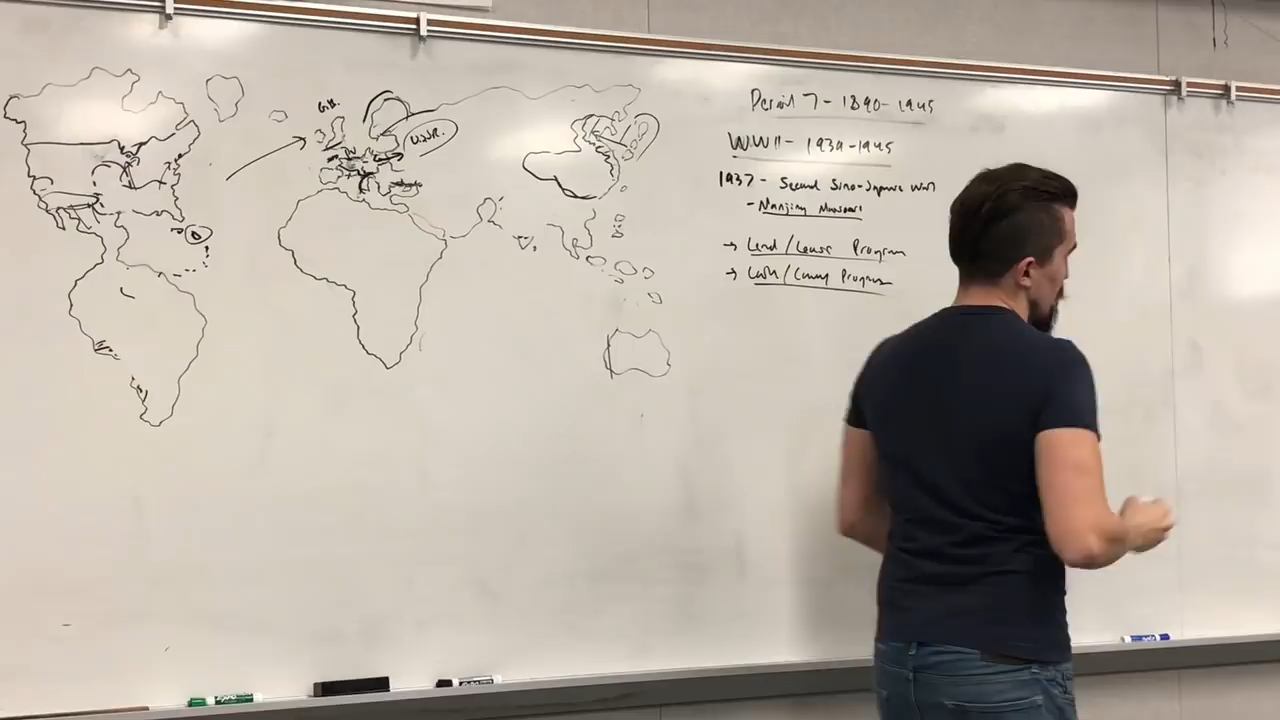 G.B.
U.S.S.R.
Period 7 - 1890-1945
WWII - 1939-1945
1937 - Second Sino-Japanese War
- Nanjing Massacre
→ Lend/Lease Program
→ Cash/Carry Program